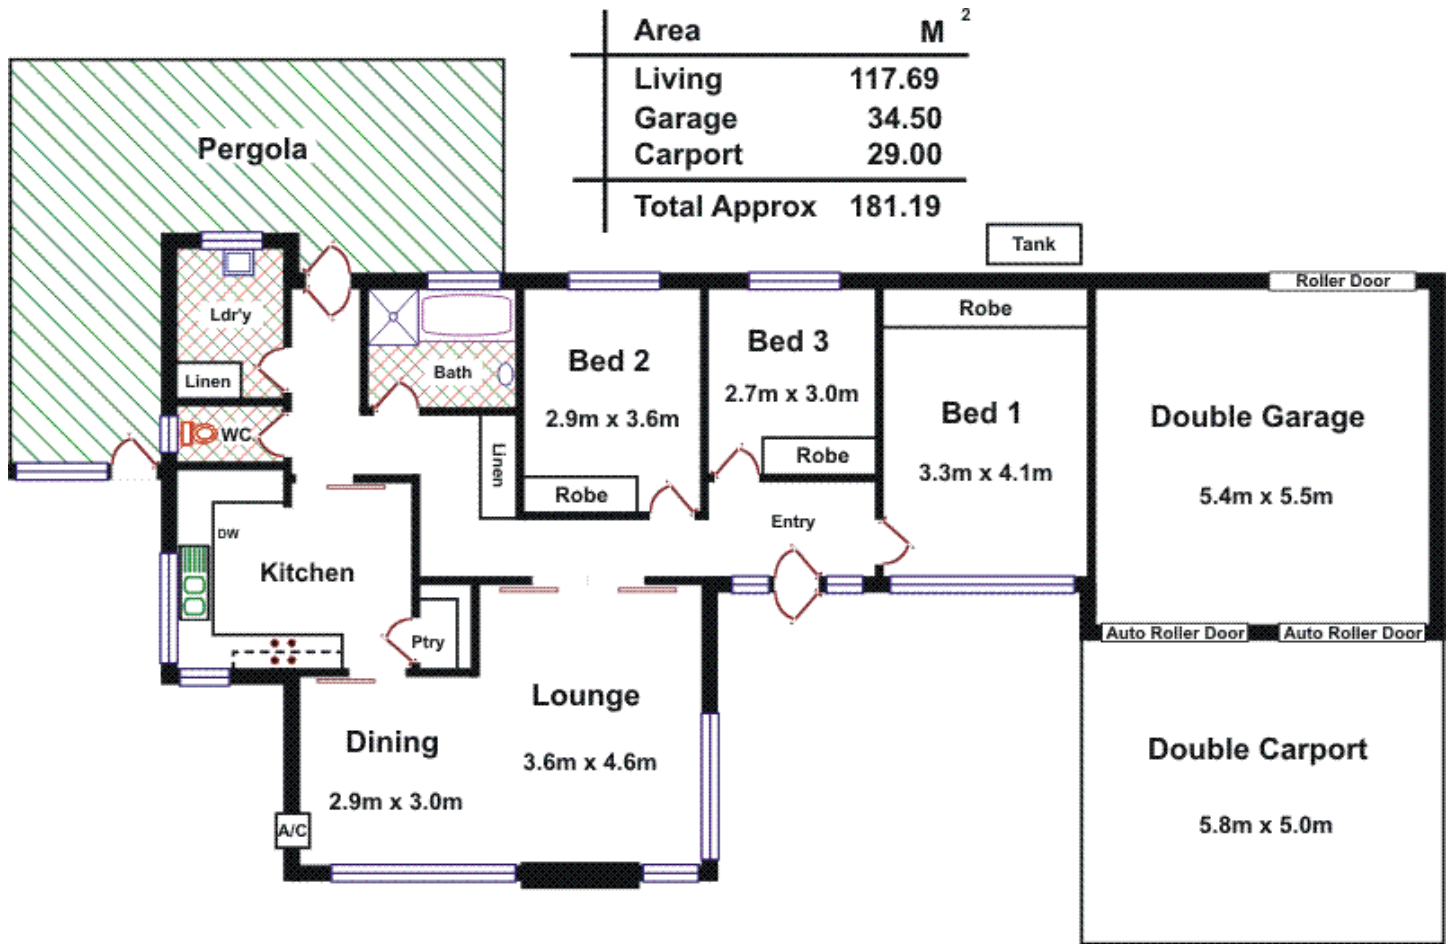 Area M 2
Living 117.69
Garage 34.50
Carport 29.00
Total Approx 181.19
Pergola
Tank
Roller Door
Ldr'y
Linen
WC
Bath
Linen
Bed 2
2.9m x 3.6m
Robe
Bed 3
2.7m x 3.0m
Robe
Robe
Bed 1
3.3m x 4.1m
Double Garage
5.4m x 5.5m
Entry
DW
Kitchen
Ptry
Auto Roller Door
Auto Roller Door
Lounge
3.6m x 4.6m
Dining
2.9m x 3.0m
A/C
Double Carport
5.8m x 5.0m